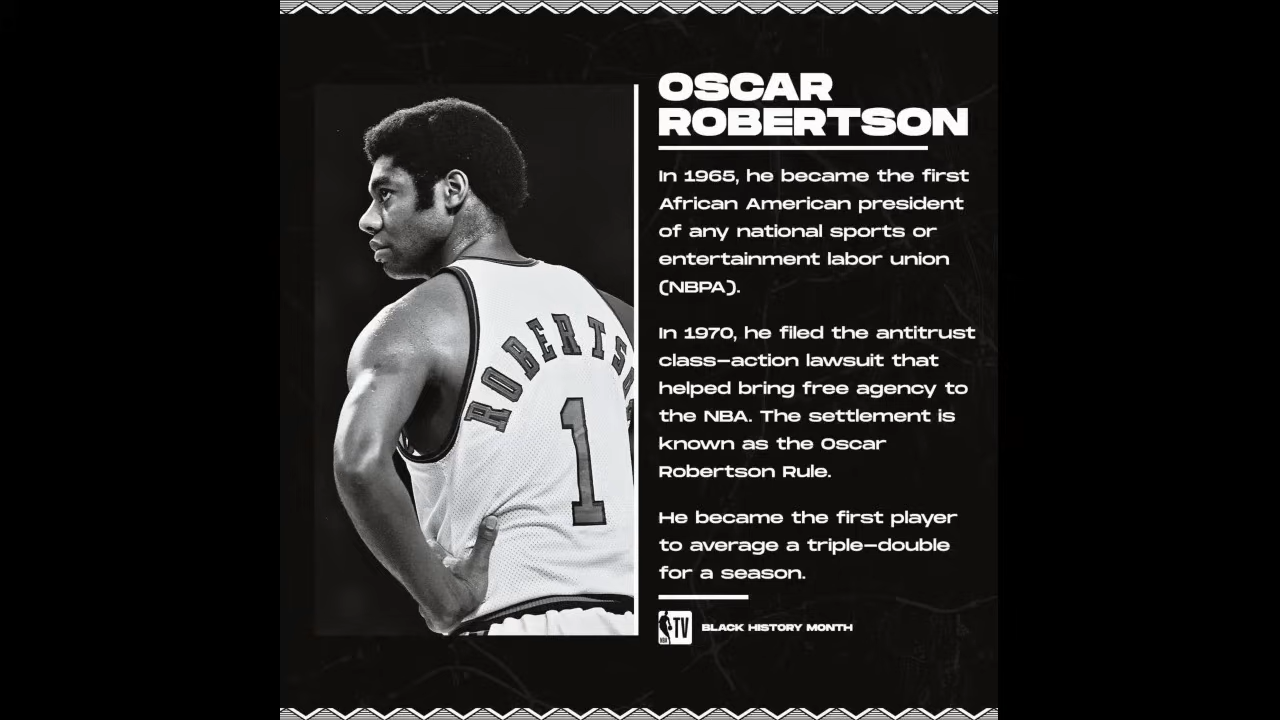 OSCAR
ROBERTSON
In 1965, he became the first
African American president
of any national sports or
entertainment labor union
(NBPA).
In 1970, he filed the antitrust
class-action lawsuit that
helped bring free agency to
the NBA. The settlement is
known as the Oscar
Robertson Rule.
He became the first player
to average a triple-double
for a season.
ROBERTSO
1
NBA TV BLACK HISTORY MONTH